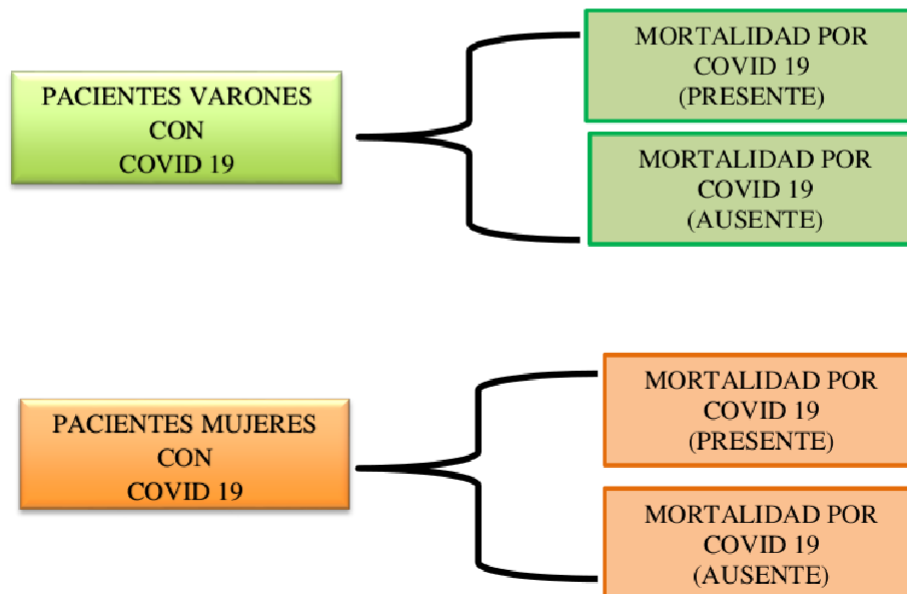 PACIENTES VARONES
CON
COVID 19
MORTALIDAD POR
COVID 19
(PRESENTE)
MORTALIDAD POR
COVID 19
(AUSENTE)
PACIENTES MUJERES
CON
COVID 19
MORTALIDAD POR
COVID 19
(PRESENTE)
MORTALIDAD POR
COVID 19
(AUSENTE)